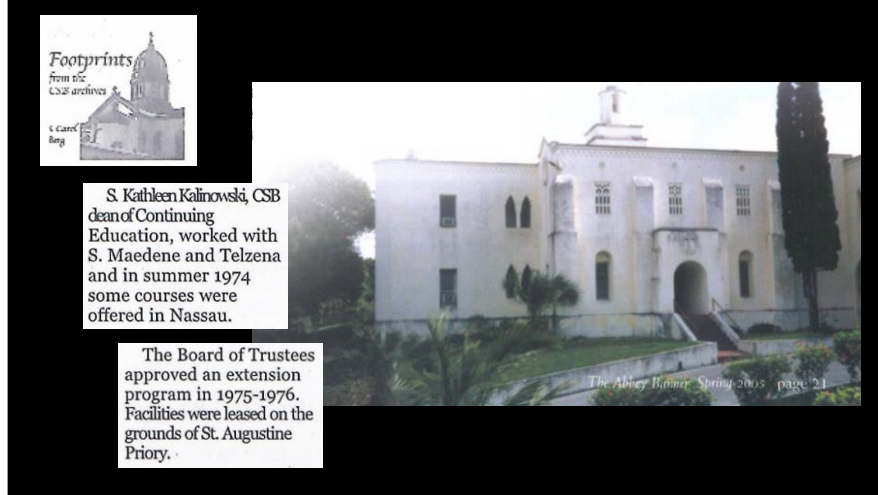 Footprints
from the
CSB archives
S. Carol
Berg
S. Kathleen Kalinowski, CSB
dean of Continuing
Education, worked with
S. Maedene and Telzena
and in summer 1974
some courses were
offered in Nassau.
The Board of Trustees
approved an extension
program in 1975-1976.
Facilities were leased on the
grounds of St. Augustine
Priory.
The Abbey Banner Spring 2005 page 21